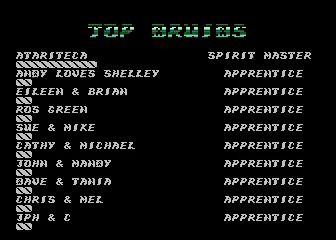 TOP DRUIDS
ATARITECA SPIRIT MASTER
ANDY LOVES SHELLEY APPRENTICE
EILEEN & BRIAN APPRENTICE
ROS GREEN APPRENTICE
SUE & MIKE APPRENTICE
CATHY & MICHAEL APPRENTICE
JOHN & MANDY APPRENTICE
DAVE & TANIA APPRENTICE
CHRIS & MEL APPRENTICE
JPH & C APPRENTICE